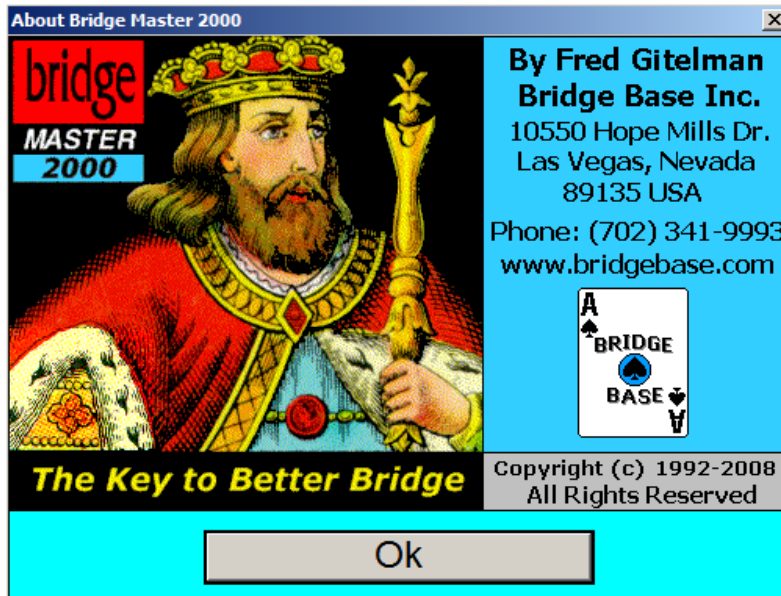 About Bridge Master 2000
bridge
MASTER
2000
By Fred Gitelman
Bridge Base Inc.
10550 Hope Mills Dr.
Las Vegas, Nevada
89135 USA
Phone: (702) 341-9993
www.bridgebase.com
A
BRIDGE
BASE
A
The Key to Better Bridge
Copyright (c) 1992-2008
All Rights Reserved
Ok